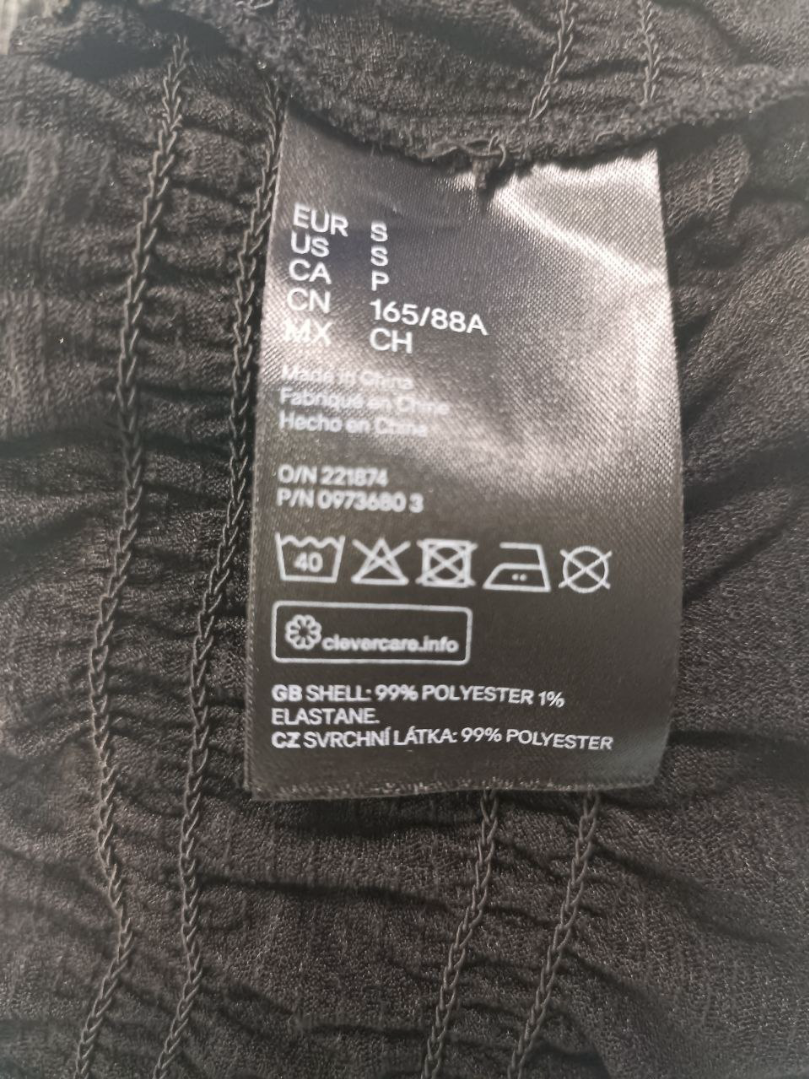 EUR S
US S
CA P
CN 165/88A
MX CH
Made in China
Fabriqué en Chine
Hecho en China
O/N 221874
P/N 0973680 3
40
clevercare.info
GB SHELL: 99% POLYESTER 1%
ELASTANE.
CZ SVRCHNÍ LÁTKA: 99% POLYESTER